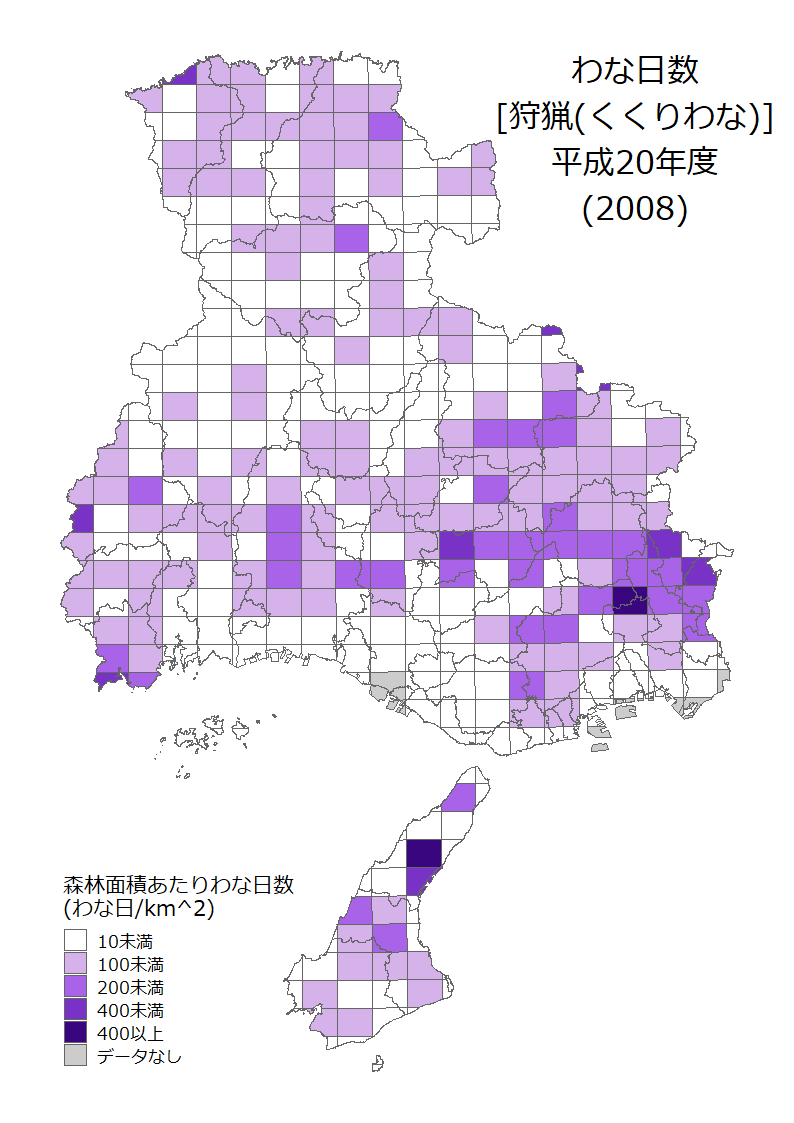 わな日数
[狩猟(くくりわな)]
平成20年度
(2008)
森林面積あたりわな日数
(わな日/km^2)
10未満
100未満
200未満
400未満
400以上
データなし